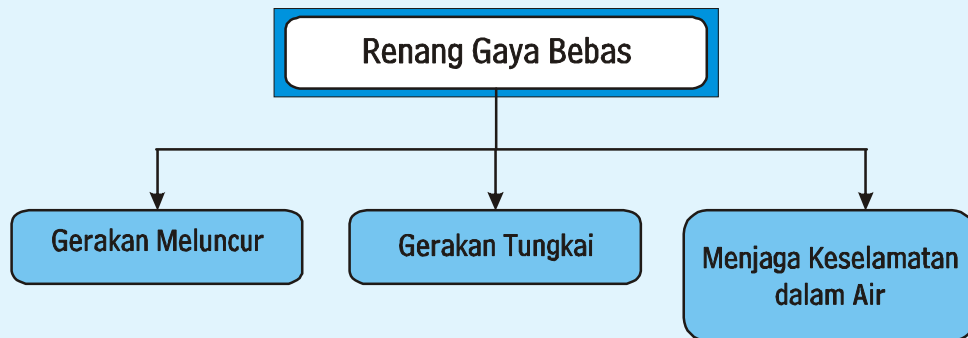 Renang Gaya Bebas
Gerakan Meluncur
Gerakan Tungkai
Menjaga Keselamatan
dalam Air